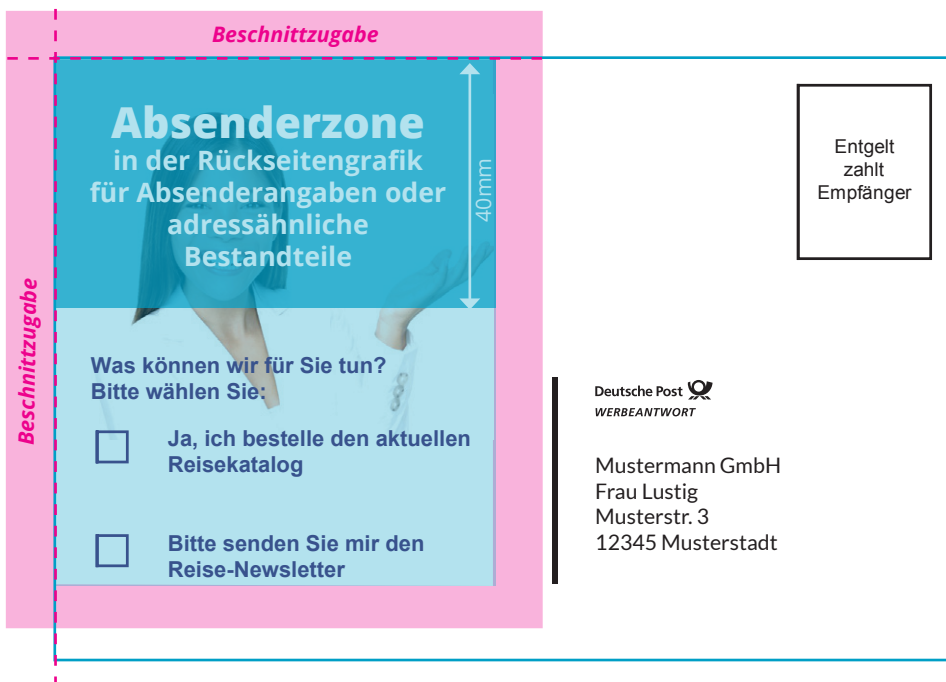 Beschnittzugabe
Beschnittzugabe
Absenderzone
in der Rückseitengrafik
für Absenderangaben oder
adressähnliche
Bestandteile
40mm
Was können wir für Sie tun?
Bitte wählen Sie:
Ja, ich bestelle den aktuellen
Reisekatalog
Bitte senden Sie mir den
Reise-Newsletter
Entgelt
zahlt
Empfänger
Deutsche Post
WERBEANTWORT
Mustermann GmbH
Frau Lustig
Musterstr. 3
12345 Musterstadt